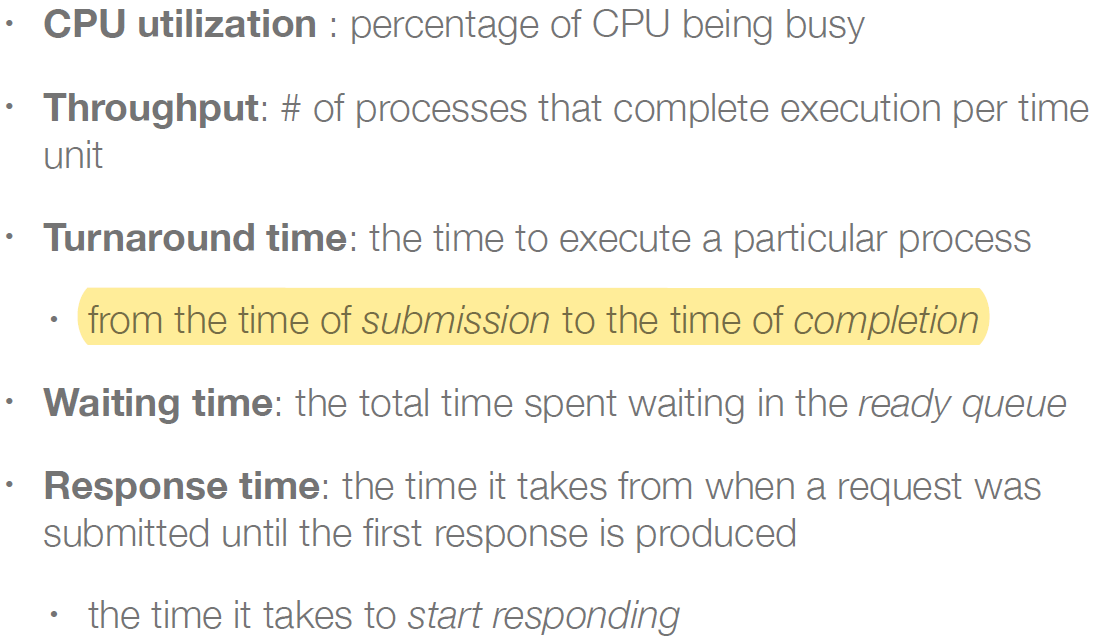 · CPU utilization : percentage of CPU being busy
· Throughput: # of processes that complete execution per time
unit
· Turnaround time: the time to execute a particular process
· from the time of submission to the time of completion
· Waiting time: the total time spent waiting in the ready queue
· Response time: the time it takes from when a request was
submitted until the first response is produced
· the time it takes to start responding